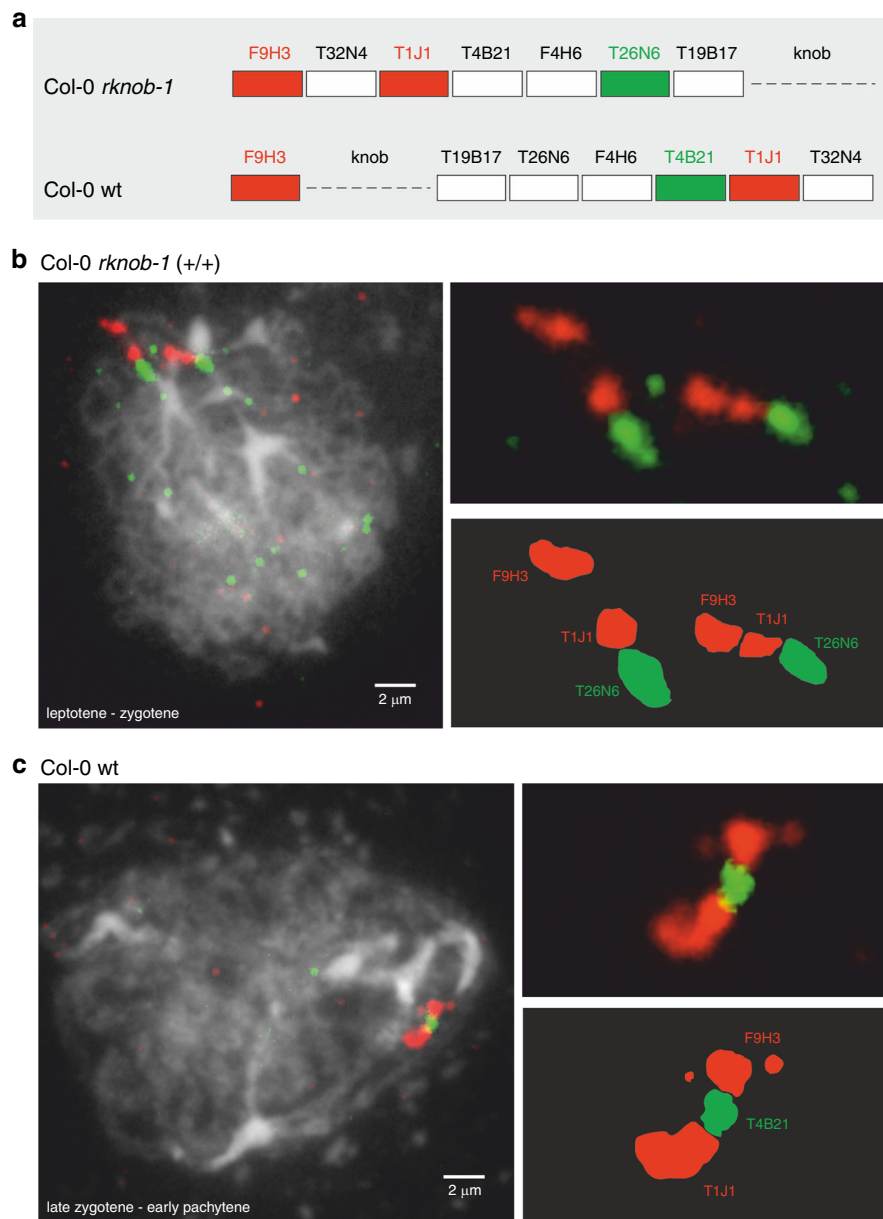 a
F9H3 T32N4 T1J1 T4B21 F4H6 T26N6 T19B17 knob
Col-0 rknob-1
F9H3 knob T19B17 T26N6 F4H6 T4B21 T1J1 T32N4
Col-0 wt
b Col-0 rknob-1 (+/+)
leptotene - zygotene
2 μm
F9H3
T1J1
T26N6
F9H3
T1J1
T26N6
c Col-0 wt
late zygotene - early pachytene
2 μm
F9H3
T4B21
T1J1